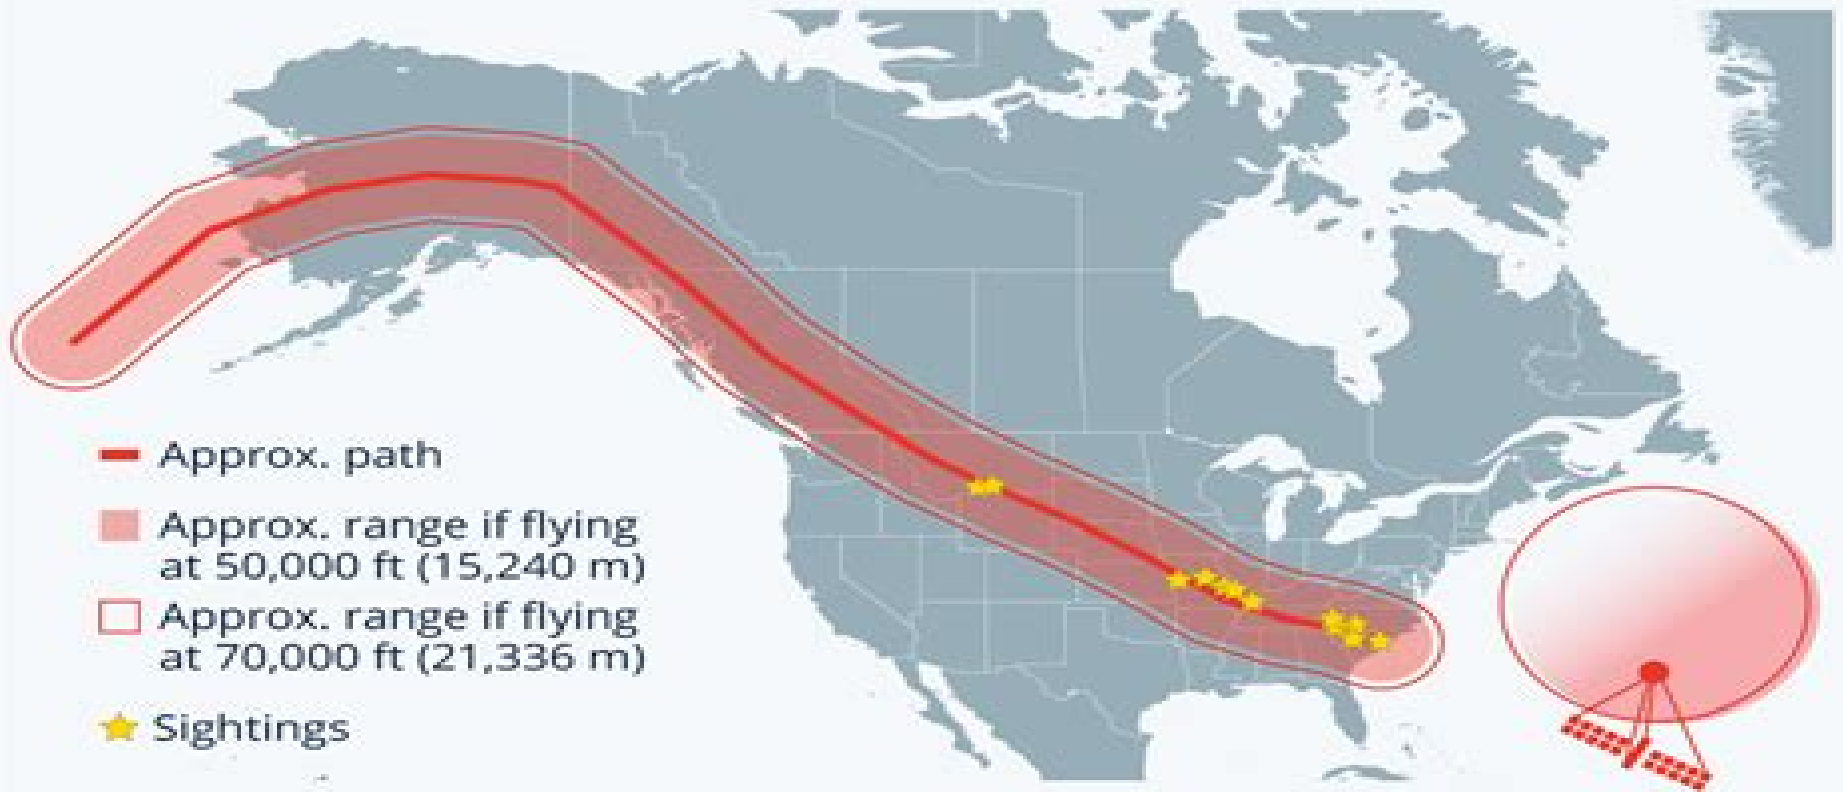 Approx. path
Approx. range if flying
at 50,000 ft (15,240 m)
Approx. range if flying
at 70,000 ft (21,336 m)
Sightings